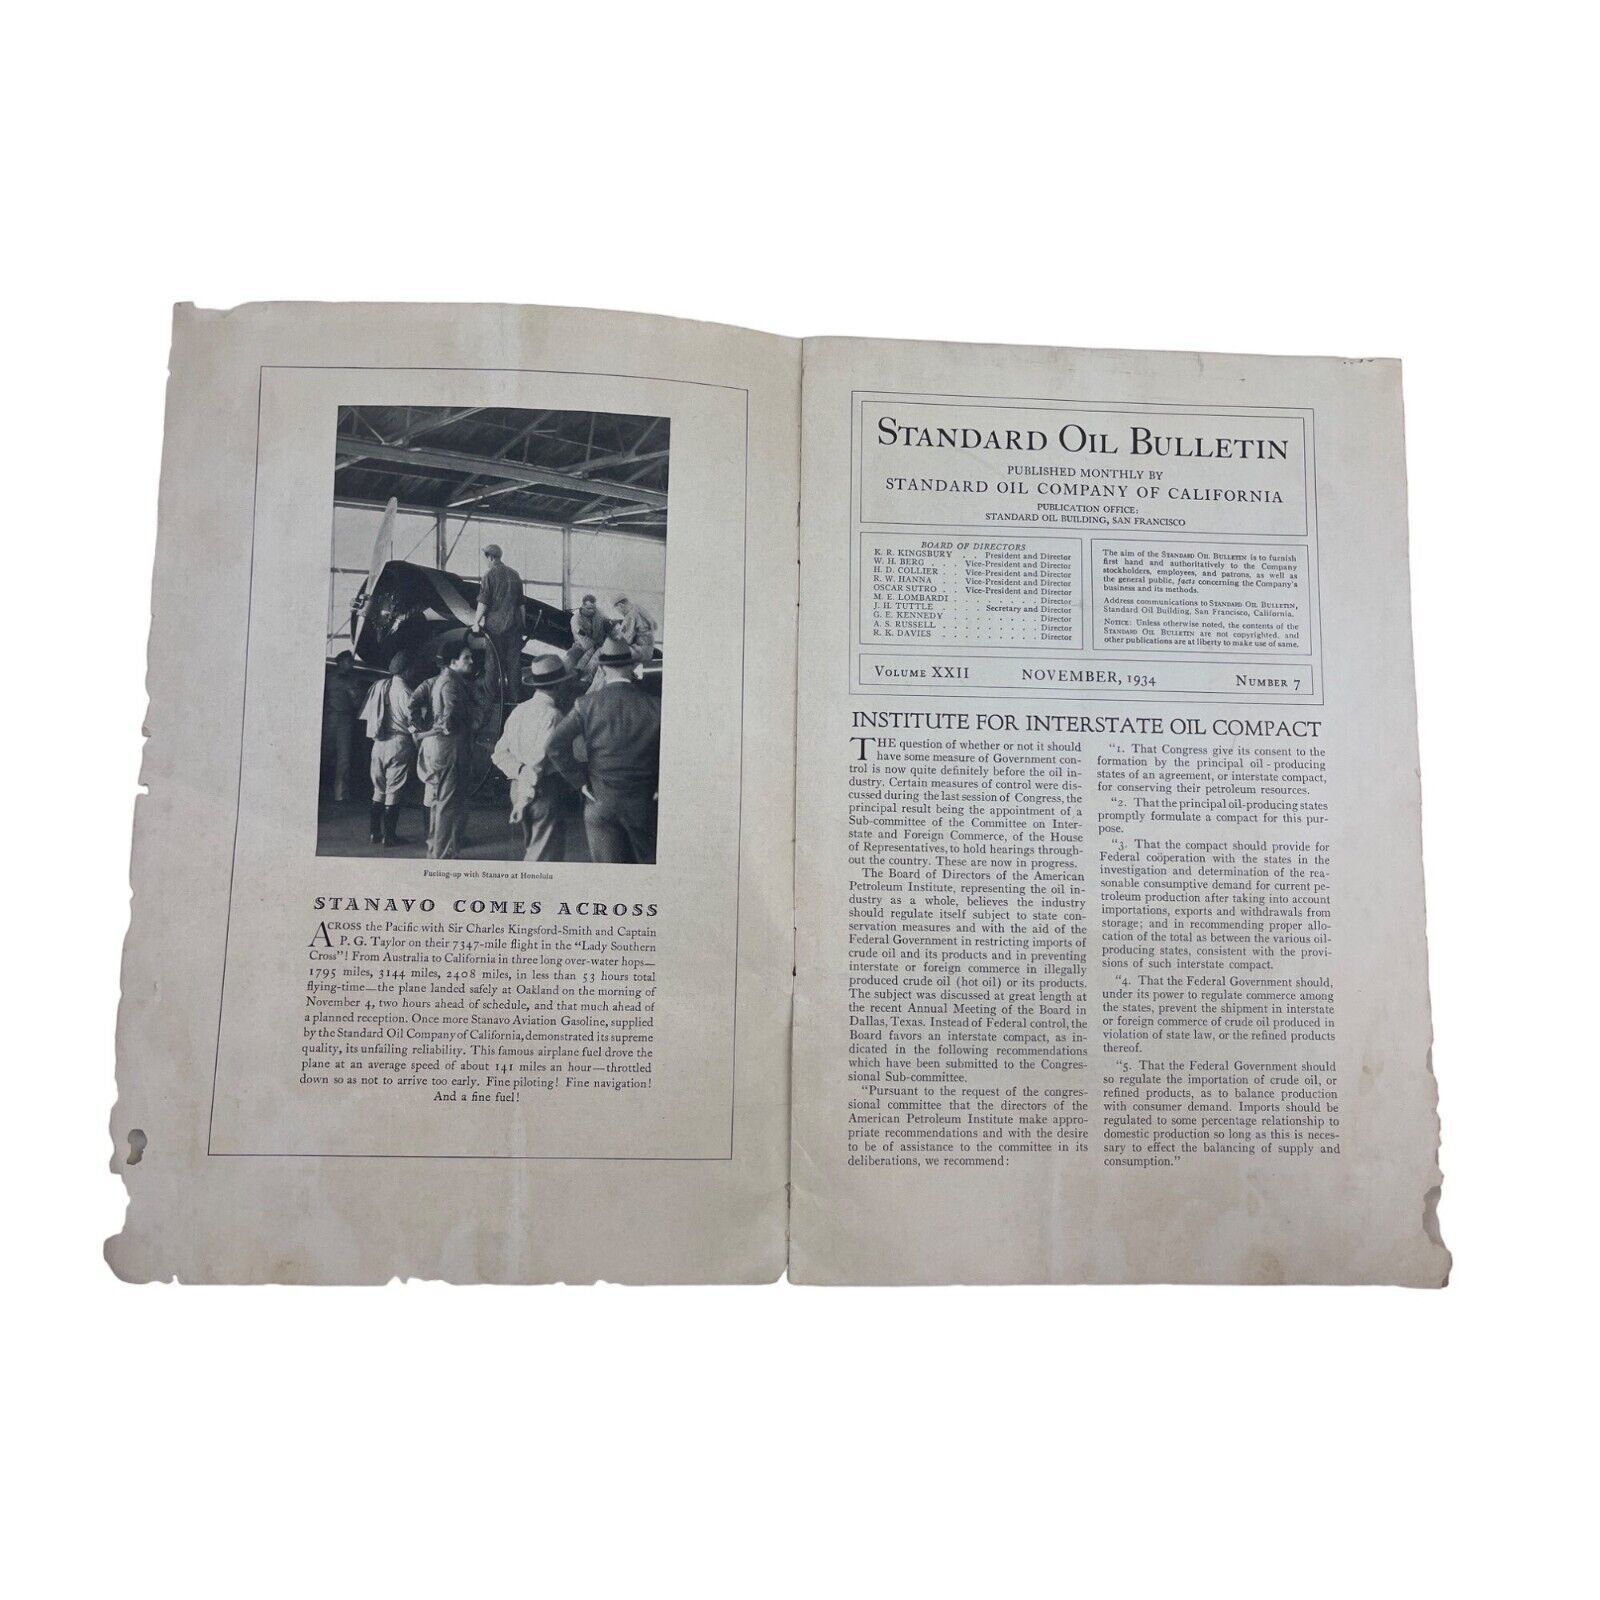 Fueling-up with Stanavo at Honolulu
STANAVO COMES ACROSS
ACROSS the Pacific with Sir Charles Kingsford-Smith and Captain
P. G. Taylor on their 7347-mile flight in the “Lady Southern
Cross”! From Australia to California in three long over-water hops—
1795 miles, 3144 miles, 2408 miles, in less than 53 hours total
flying-time—the plane landed safely at Oakland on the morning of
November 4, two hours ahead of schedule, and that much ahead of
a planned reception. Once more Stanavo Aviation Gasoline, supplied
by the Standard Oil Company of California, demonstrated its supreme
quality, its unfailing reliability. This famous airplane fuel drove the
plane at an average speed of about 141 miles an hour—throttled
down so as not to arrive too early. Fine piloting! Fine navigation!
And a fine fuel!
STANDARD OIL BULLETIN
PUBLISHED MONTHLY BY
STANDARD OIL COMPANY OF CALIFORNIA
PUBLICATION OFFICE:
STANDARD OIL BUILDING, SAN FRANCISCO
BOARD OF DIRECTORS
K. R. KINGSBURY . . President and Director
W. H. BERG . . . Vice-President and Director
H. D. COLLIER . . Vice-President and Director
R. W. HANNA . . Vice-President and Director
OSCAR SUTRO . . Vice-President and Director
M. E. LOMBARDI . . . . . . . . Director
J. H. TUTTLE . . . . Secretary and Director
G. E. KENNEDY . . . . . . . . Director
A. S. RUSSELL . . . . . . . . . Director
R. K. DAVIES . . . . . . . . . Director
The aim of the STANDARD OIL BULLETIN is to furnish
first hand and authoritatively to the Company
stockholders, employees, and patrons, as well as
the general public, facts concerning the Company's
business and its methods.
Address communications to STANDARD OIL BULLETIN,
Standard Oil Building, San Francisco, California.
NOTICE: Unless otherwise noted, the contents of the
STANDARD OIL BULLETIN are not copyrighted, and
other publications are at liberty to make use of same.
VOLUME XXII NOVEMBER, 1934 NUMBER 7
INSTITUTE FOR INTERSTATE OIL COMPACT
THE question of whether or not it should
have some measure of Government con-
trol is now quite definitely before the oil in-
dustry. Certain measures of control were dis-
cussed during the last session of Congress, the
principal result being the appointment of a
Sub-committee of the Committee on Inter-
state and Foreign Commerce, of the House
of Representatives, to hold hearings through-
out the country. These are now in progress.
The Board of Directors of the American
Petroleum Institute, representing the oil in-
dustry as a whole, believes the industry
should regulate itself subject to state con-
servation measures and with the aid of the
Federal Government in restricting imports of
crude oil and its products and in preventing
interstate or foreign commerce in illegally
produced crude oil (hot oil) or its products.
The subject was discussed at great length at
the recent Annual Meeting of the Board in
Dallas, Texas. Instead of Federal control, the
Board favors an interstate compact, as in-
dicated in the following recommendations
which have been submitted to the Congres-
sional Sub-committee.
“Pursuant to the request of the congres-
sional committee that the directors of the
American Petroleum Institute make appro-
priate recommendations and with the desire
to be of assistance to the committee in its
deliberations, we recommend:
“1. That Congress give its consent to the
formation by the principal oil-producing
states of an agreement, or interstate compact,
for conserving their petroleum resources.
“2. That the principal oil-producing states
promptly formulate a compact for this pur-
pose.
“3. That the compact should provide for
Federal coöperation with the states in the
investigation and determination of the rea-
sonable consumptive demand for current pe-
troleum production after taking into account
importations, exports and withdrawals from
storage; and in recommending proper allo-
cation of the total as between the various oil-
producing states, consistent with the provi-
sions of such interstate compact.
“4. That the Federal Government should,
under its power to regulate commerce among
the states, prevent the shipment in interstate
or foreign commerce of crude oil produced in
violation of state law, or the refined products
thereof.
“5. That the Federal Government should
so regulate the importation of crude oil, or
refined products, as to balance production
with consumer demand. Imports should be
regulated to some percentage relationship to
domestic production so long as this is neces-
sary to effect the balancing of supply and
consumption.”